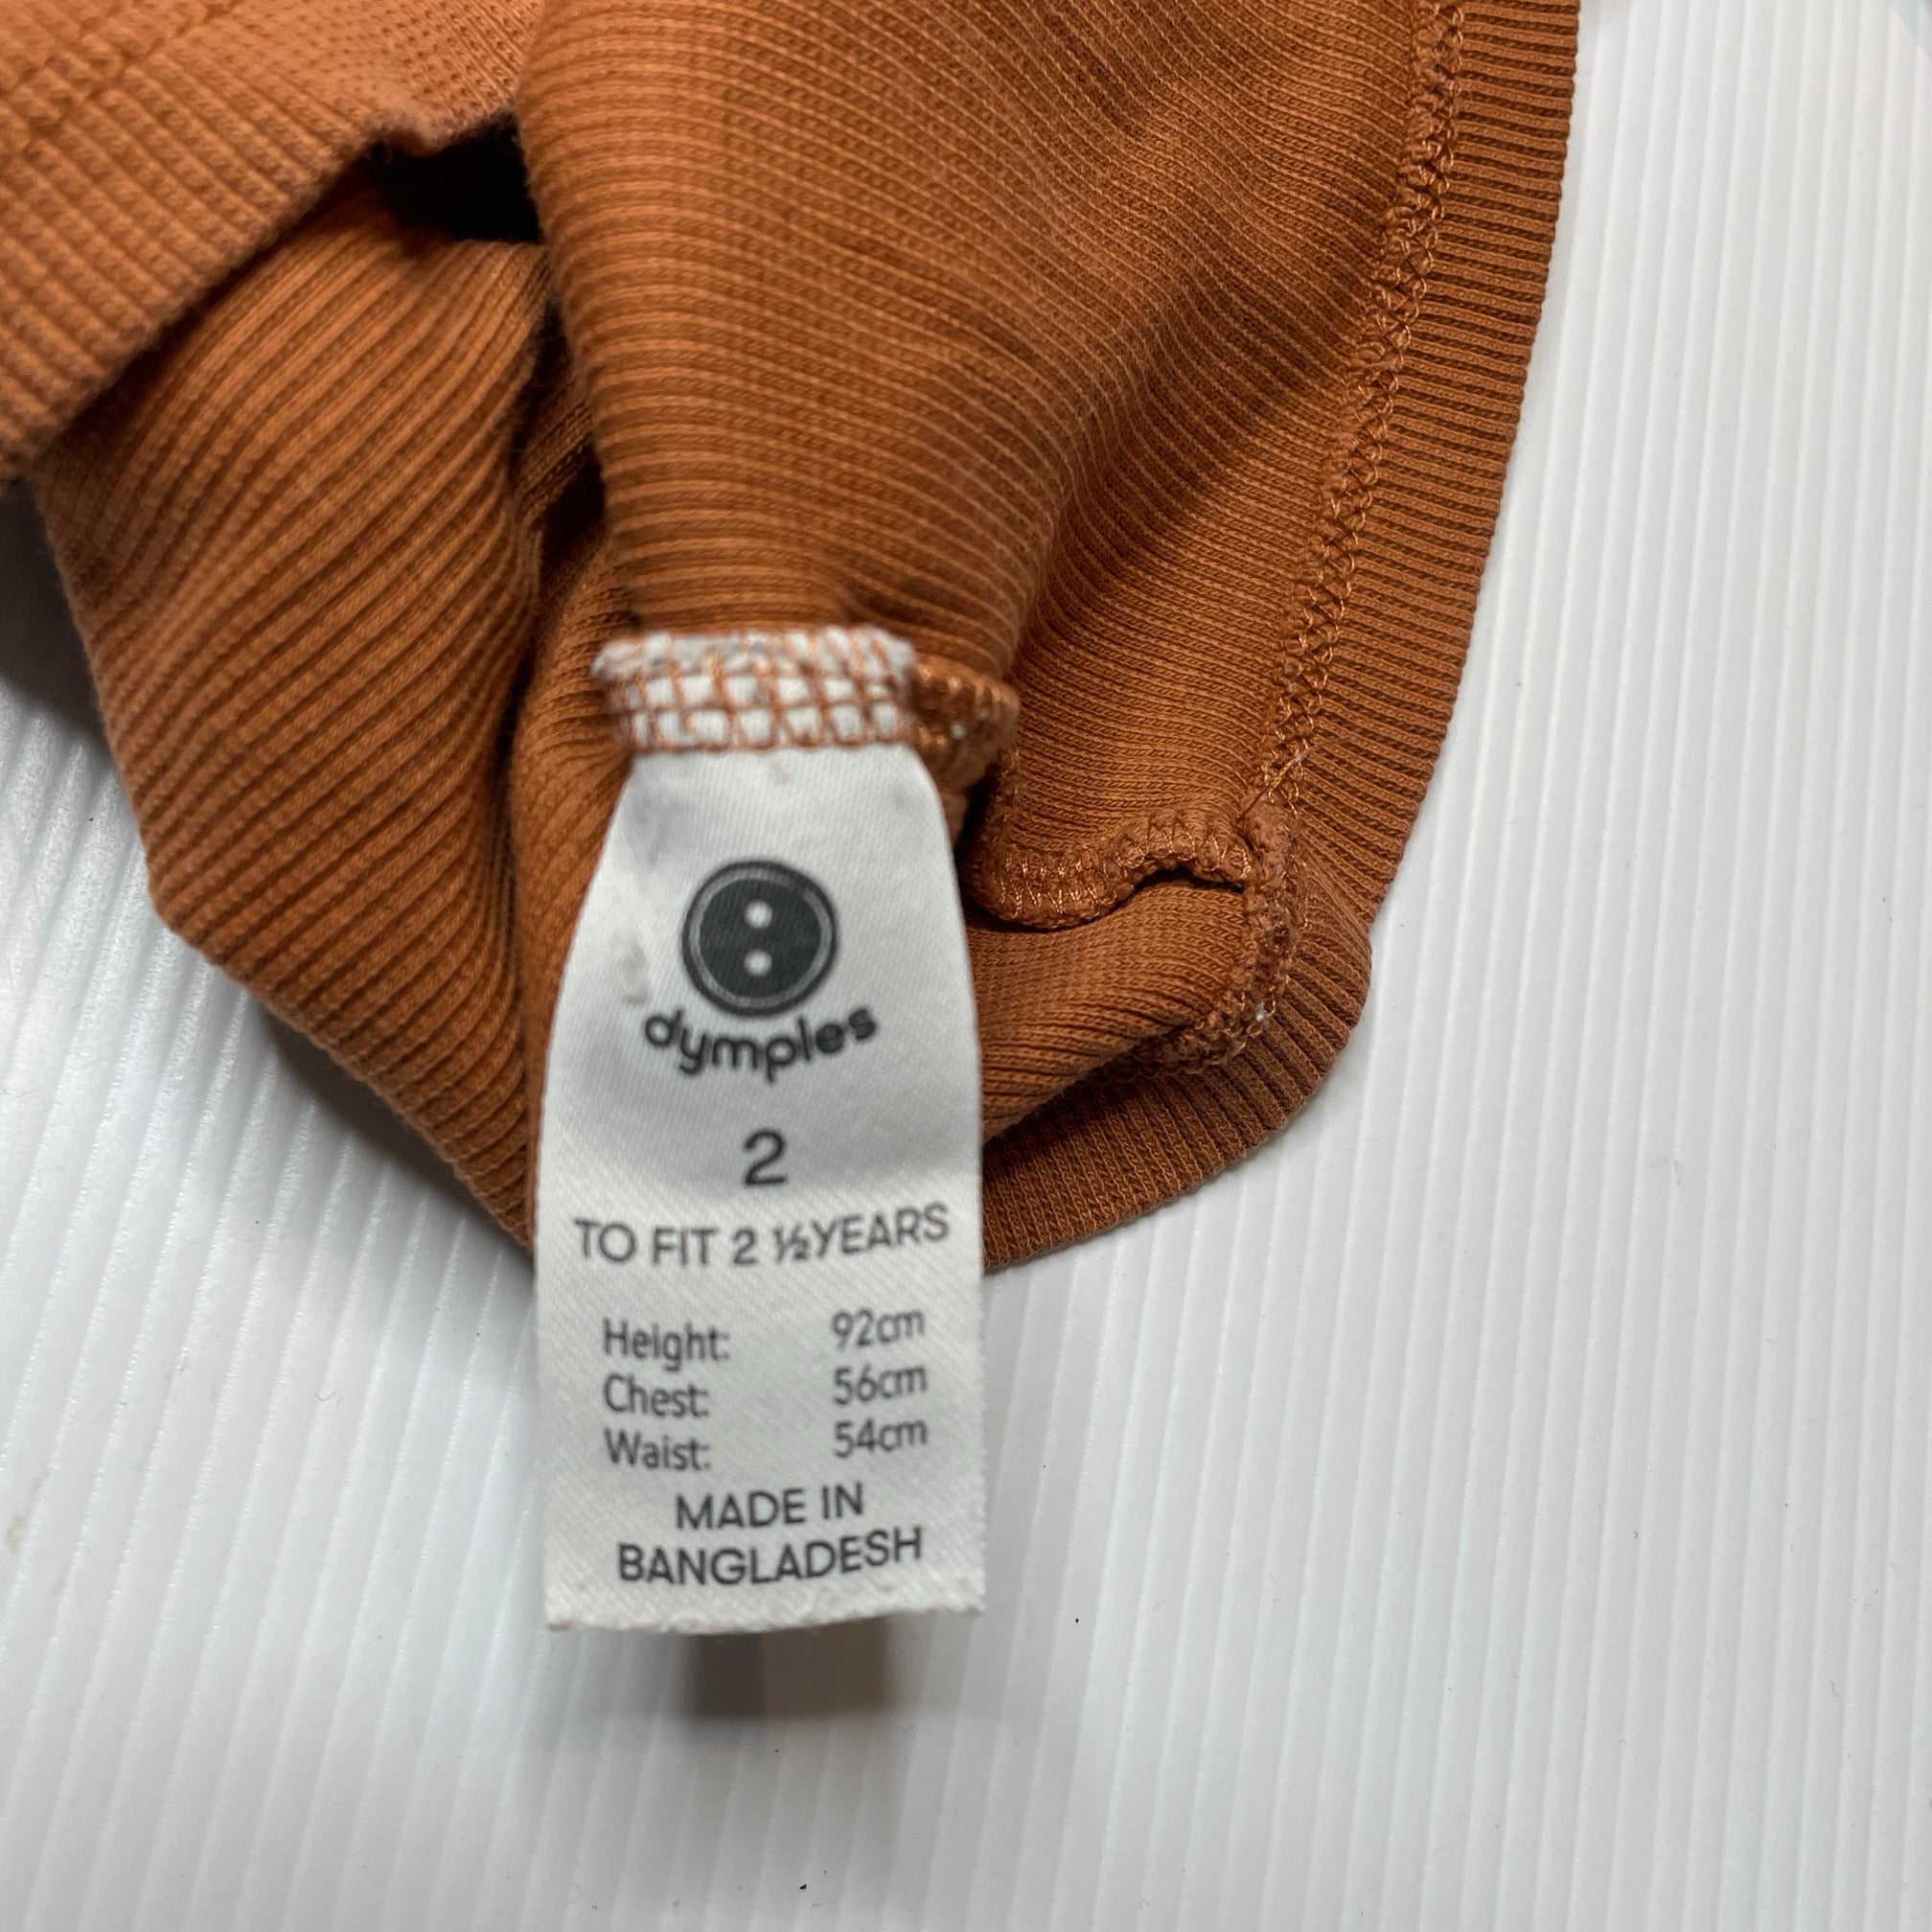 dymples
2
TO FIT 2 ½YEARS
Height: 92cm
Chest: 56cm
Waist: 54cm
MADE IN
BANGLADESH